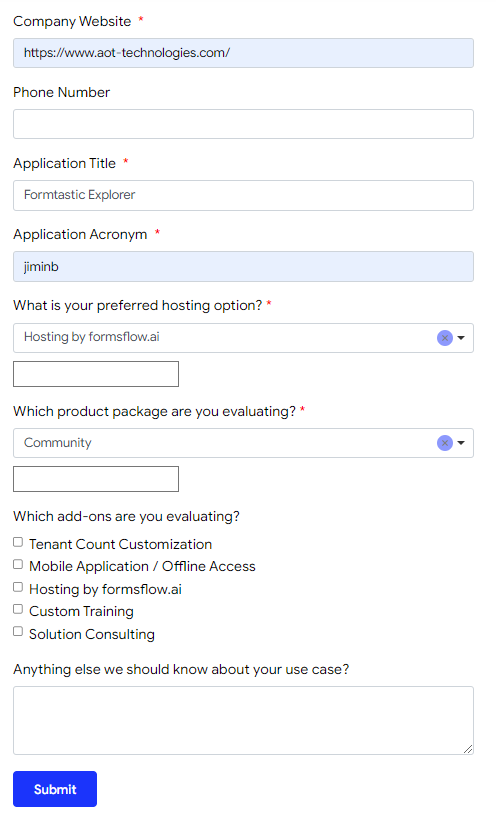 Company Website *
https://www.aot-technologies.com/
Phone Number
Application Title *
Formtastic Explorer
Application Acronym *
jiminb
What is your preferred hosting option? *
Hosting by formsflow.ai
Which product package are you evaluating? *
Community
Which add-ons are you evaluating?
Tenant Count Customization
Mobile Application / Offline Access
Hosting by formsflow.ai
Custom Training
Solution Consulting
Anything else we should know about your use case?
Submit